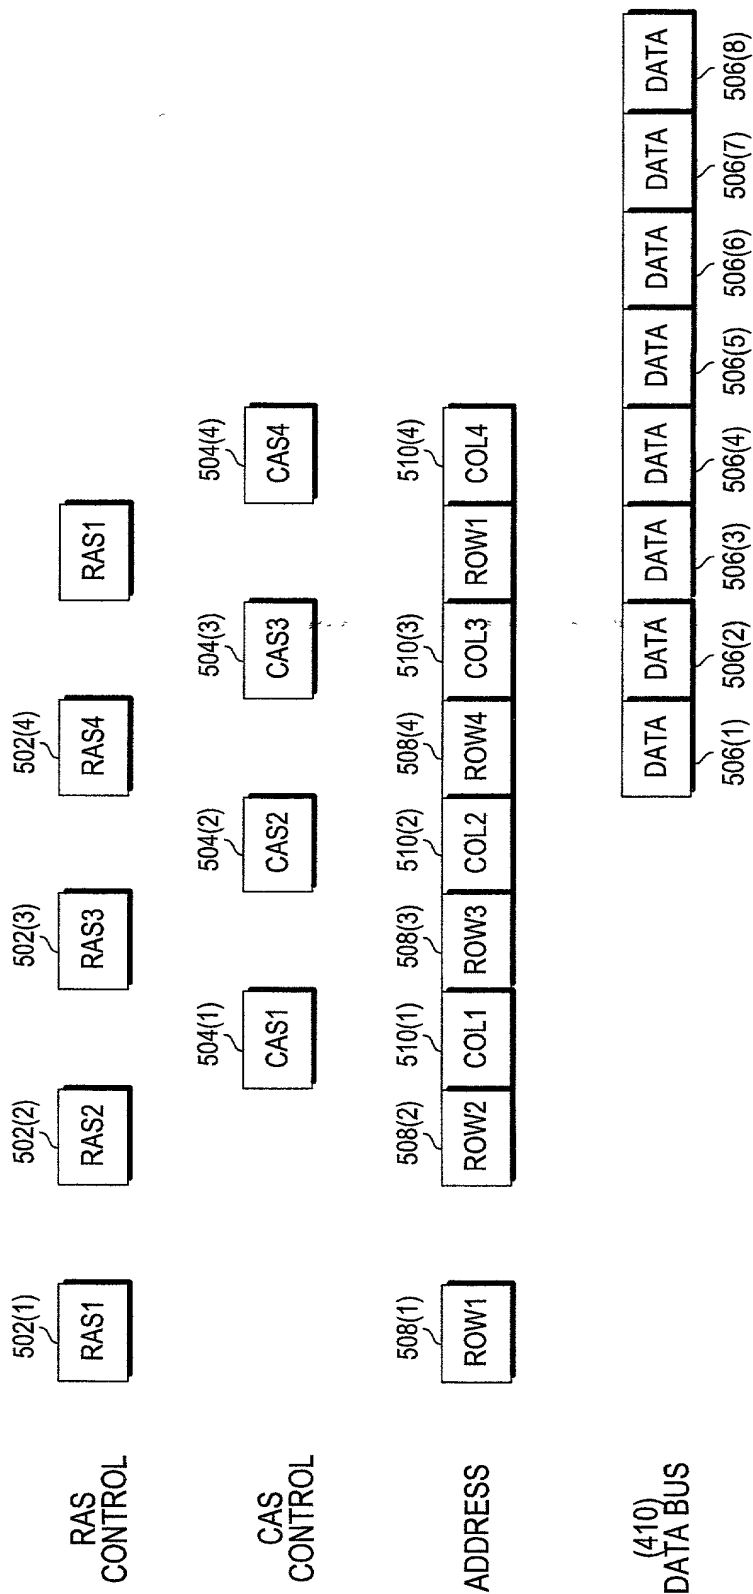 RAS
CONTROL
502(1)
RAS1
502(2)
RAS2
502(3)
RAS3
502(4)
RAS4
RAS1
CAS
CONTROL
504(1)
CAS1
504(2)
CAS2
504(3)
CAS3
504(4)
CAS4
ADDRESS
508(1)
508(2)
510(1)
508(3)
510(2)
508(4)
510(3)
510(4)
ROW1
ROW2
COL1
ROW3
COL2
ROW4
COL3
ROW1
COL4
(410)
DATA BUS
DATA
DATA
DATA
DATA
DATA
DATA
DATA
DATA
506(1)
506(2)
506(3)
506(4)
506(5)
506(6)
506(7)
506(8)